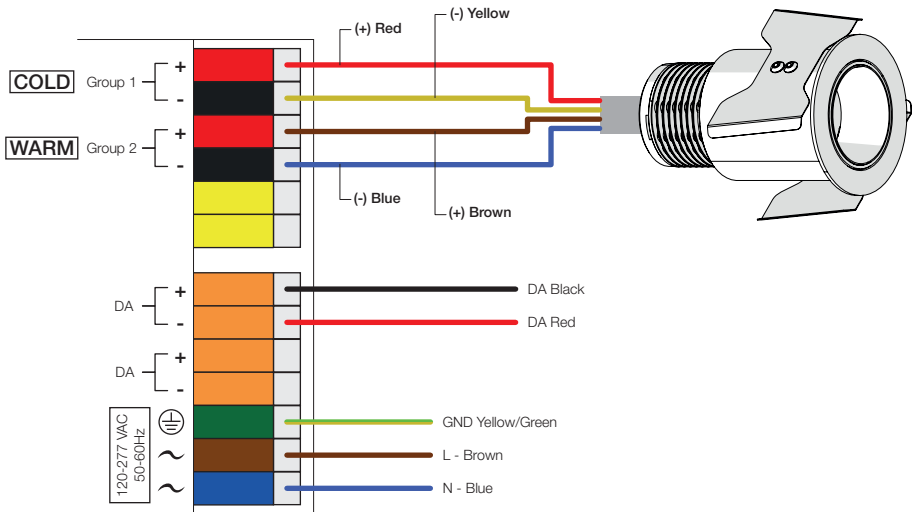 (-) Yellow
(+) Red
COLD Group 1 + -
WARM Group 2 + -
(-) Blue
(+) Brown
DA + - DA Black
DA Red
DA + -
120-277 VAC
50-60Hz
GND Yellow/Green
~ L - Brown
~ N - Blue